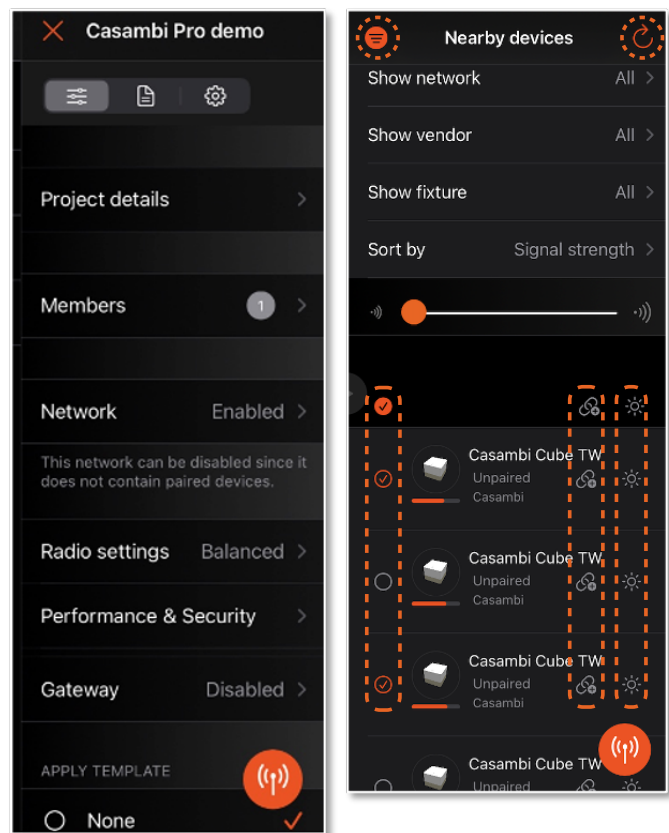 Casambi Pro demo
Project details
Members 1
Network Enabled
This network can be disabled since it
does not contain paired devices.
Radio settings Balanced
Performance & Security
Gateway Disabled
APPLY TEMPLATE
None
Nearby devices
Show network All
Show vendor All
Show fixture All
Sort by Signal strength
Casambi Cube TW
Unpaired
Casambi
Casambi Cube TW
Unpaired
Casambi
Casambi Cube TW
Unpaired
Casambi
Casambi Cube TW
Unpaired